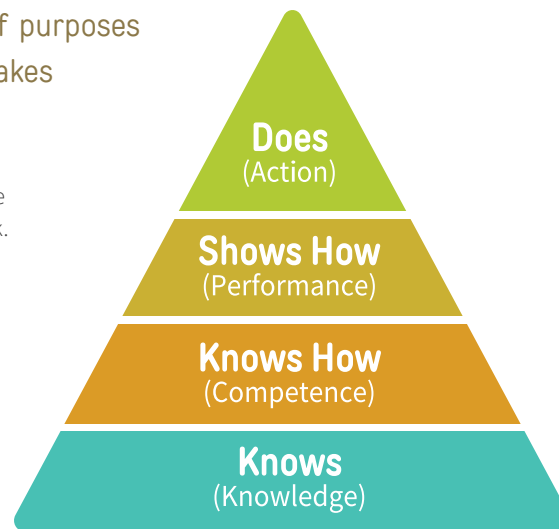 f purposes
akes
e
k.
Does
(Action)
Shows How
(Performance)
Knows How
(Competence)
Knows
(Knowledge)